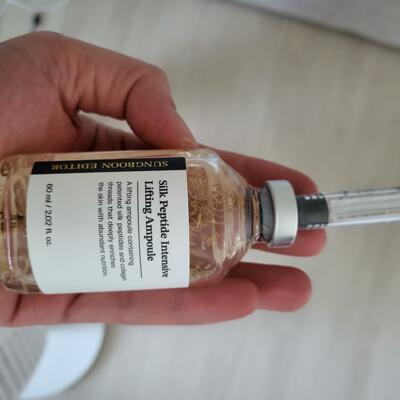 SUNGBOON EDITOR
Silk Peptide Intensive
Lifting Ampoule
A lifting ampoule containing
patented silk peptides and collagen
threads that deeply enriches
the skin with abundant nutrition
60 ml / 2.02 fl. oz.